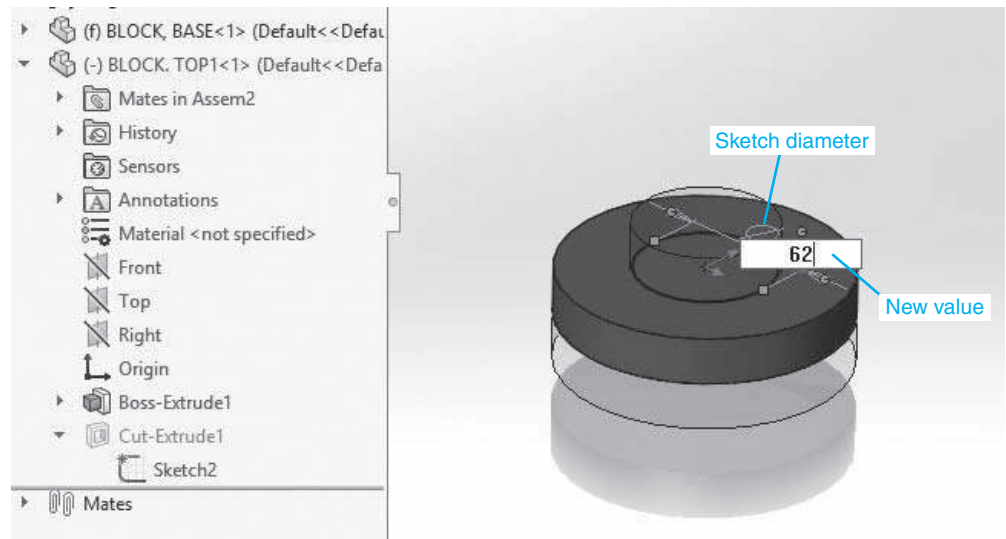 (f) BLOCK, BASE<1> (Default<<Defau
(-) BLOCK. TOP1<1> (Default<<Defa
Mates in Assem2
History
Sensors
Annotations
Material <not specified>
Front
Top
Right
Origin
Boss-Extrude1
Cut-Extrude1
Sketch2
Mates
Sketch diameter
62
New value